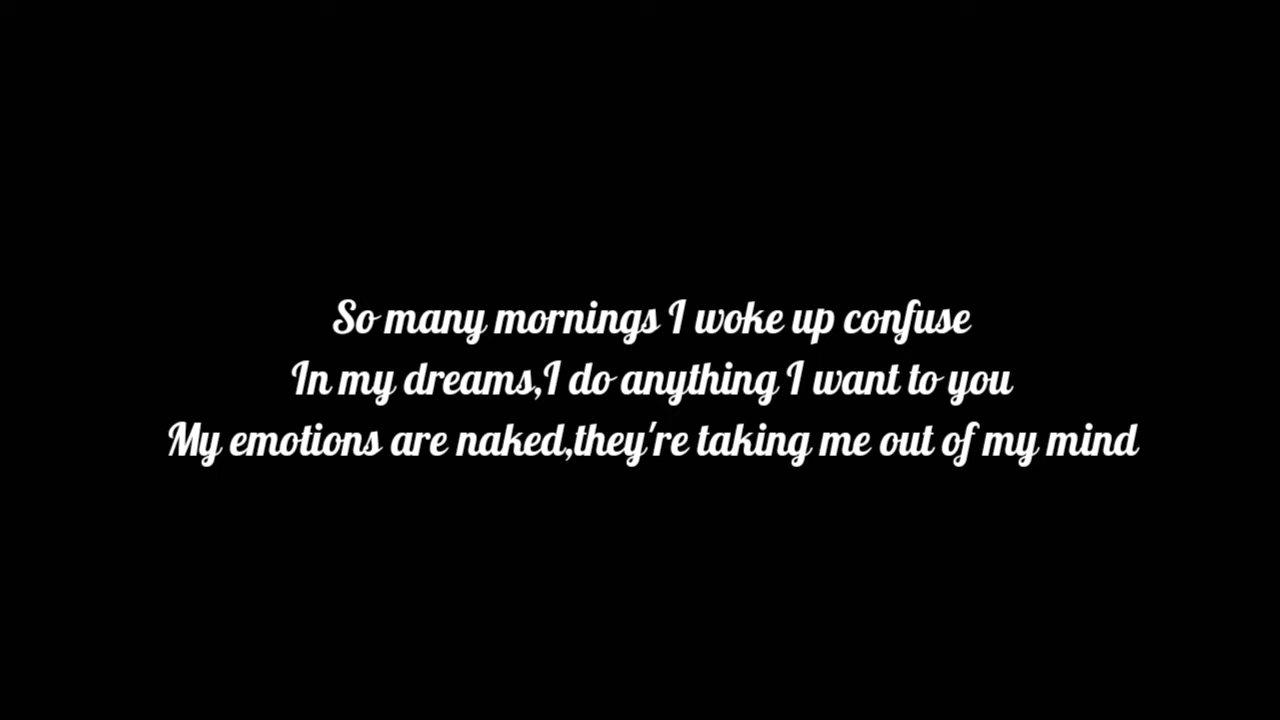 So many mornings I woke up confuse
In my dreams,I do anything I want to you
My emotions are naked,they're taking me out of my mind